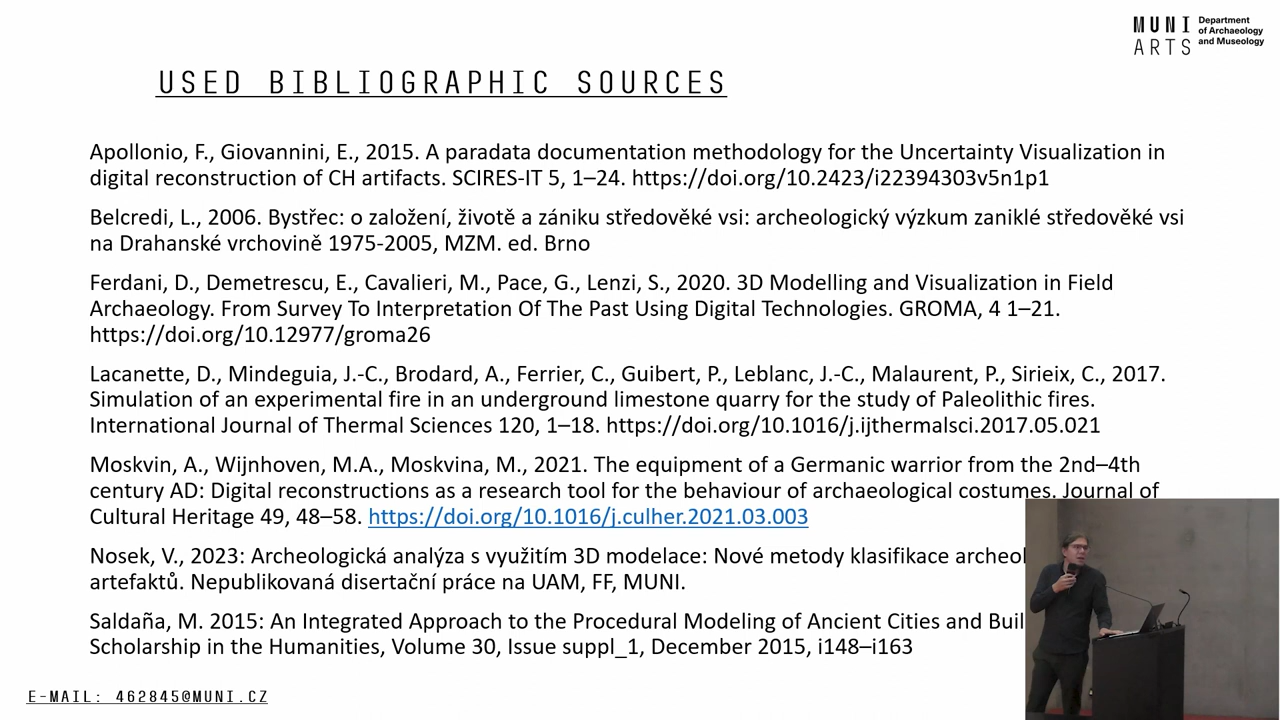 MUNI
ARTS
Department
of Archaeology
and Museology
USED BIBLIOGRAPHIC SOURCES
Apollonio, F., Giovannini, E., 2015. A paradata documentation methodology for the Uncertainty Visualization in
digital reconstruction of CH artifacts. SCIRES-IT 5, 1–24. https://doi.org/10.2423/i22394303v5n1p1
Belcredi, L., 2006. Bystřec: o založení, životě a zániku středověké vsi: archeologický výzkum zaniklé středověké vsi
na Drahanské vrchovině 1975-2005, MZM. ed. Brno
Ferdani, D., Demetrescu, E., Cavalieri, M., Pace, G., Lenzi, S., 2020. 3D Modelling and Visualization in Field
Archaeology. From Survey To Interpretation Of The Past Using Digital Technologies. GROMA, 4 1–21.
https://doi.org/10.12977/groma26
Lacanette, D., Mindeguia, J.-C., Brodard, A., Ferrier, C., Guibert, P., Leblanc, J.-C., Malaurent, P., Sirieix, C., 2017.
Simulation of an experimental fire in an underground limestone quarry for the study of Paleolithic fires.
International Journal of Thermal Sciences 120, 1–18. https://doi.org/10.1016/j.ijthermalsci.2017.05.021
Moskvin, A., Wijnhoven, M.A., Moskvina, M., 2021. The equipment of a Germanic warrior from the 2nd–4th
century AD: Digital reconstructions as a research tool for the behaviour of archaeological costumes. Journal of
Cultural Heritage 49, 48–58. https://doi.org/10.1016/j.culher.2021.03.003
Nosek, V., 2023: Archeologická analýza s využitím 3D modelace: Nové metody klasifikace archeol
artefaktů. Nepublikovaná disertační práce na UAM, FF, MUNI.
Saldaña, M. 2015: An Integrated Approach to the Procedural Modeling of Ancient Cities and Buil
Scholarship in the Humanities, Volume 30, Issue suppl_1, December 2015, i148–i163
E-MAIL: 462845@MUNI.CZ